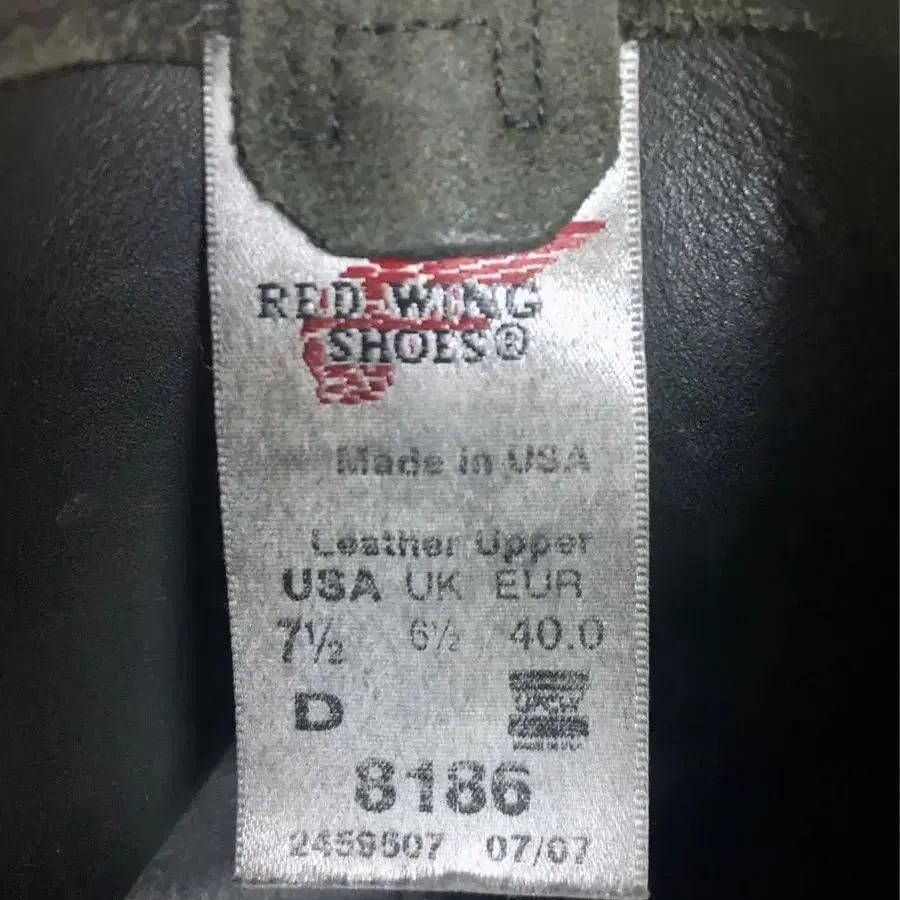 RED WING
SHOES®
Made in USA
Leather Upper
USA UK EUR
7½ 6½ 40.0
D
8186
2459507 07/07